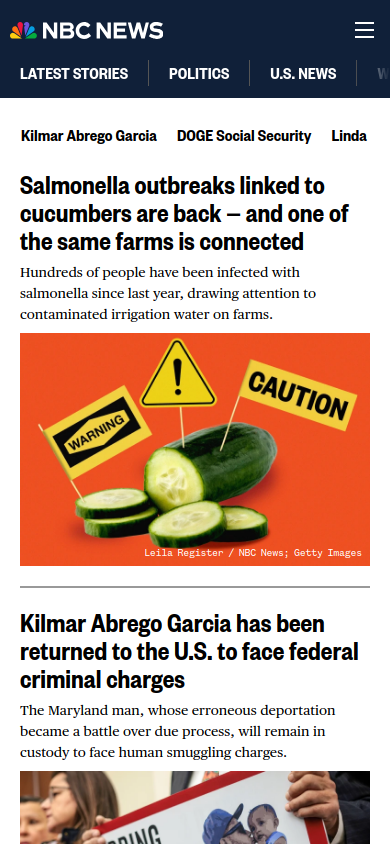 NBC NEWS
LATEST STORIES
POLITICS
U.S. NEWS
Kilmar Abrego Garcia
DOGE Social Security
Linda
Salmonella outbreaks linked to
cucumbers are back — and one of
the same farms is connected
Hundreds of people have been infected with
salmonella since last year, drawing attention to
contaminated irrigation water on farms.
WARNING
!
CAUTION
Leila Register / NBC News; Getty Images
Kilmar Abrego Garcia has been
returned to the U.S. to face federal
criminal charges
The Maryland man, whose erroneous deportation
became a battle over due process, will remain in
custody to face human smuggling charges.